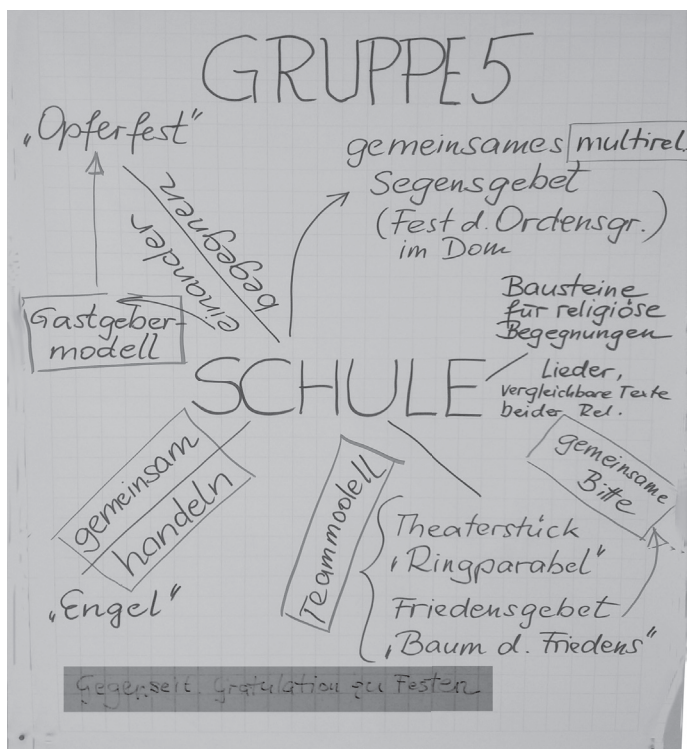 GRUPPE 5
„Opferfest“
gemeinsames multirel.
Segensgebet
(Fest d. Ordensgr.)
im Dom
einander
begegnen
Gastgeber-
modell
Bausteine
für religiöse
Begegnungen
SCHULE
Lieder,
vergleichbare Texte
beider Rel.
gemeinsam
handeln
„Engel“
Teammodell
gemeinsame
Bitte
Theaterstück
„Ringparabel“
Friedensgebet
„Baum d. Friedens“
Gegenseit. Gratulation zu Festen